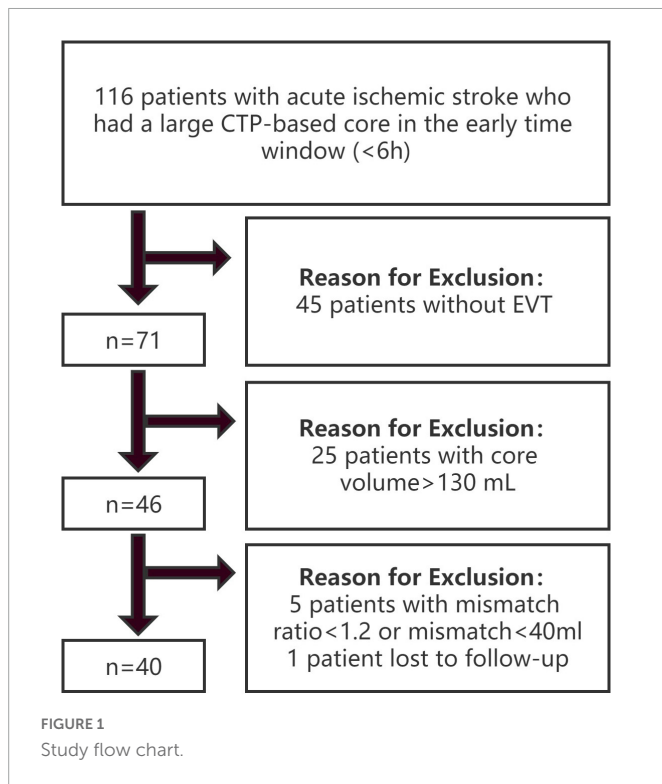 116 patients with acute ischemic stroke who
had a large CTP-based core in the early time
window (<6h)
Reason for Exclusion:
45 patients without EVT
n=71
Reason for Exclusion:
25 patients with core
volume>130 mL
n=46
Reason for Exclusion:
5 patients with mismatch
ratio<1.2 or mismatch<40ml
1 patient lost to follow-up
n=40
FIGURE 1
Study flow chart.